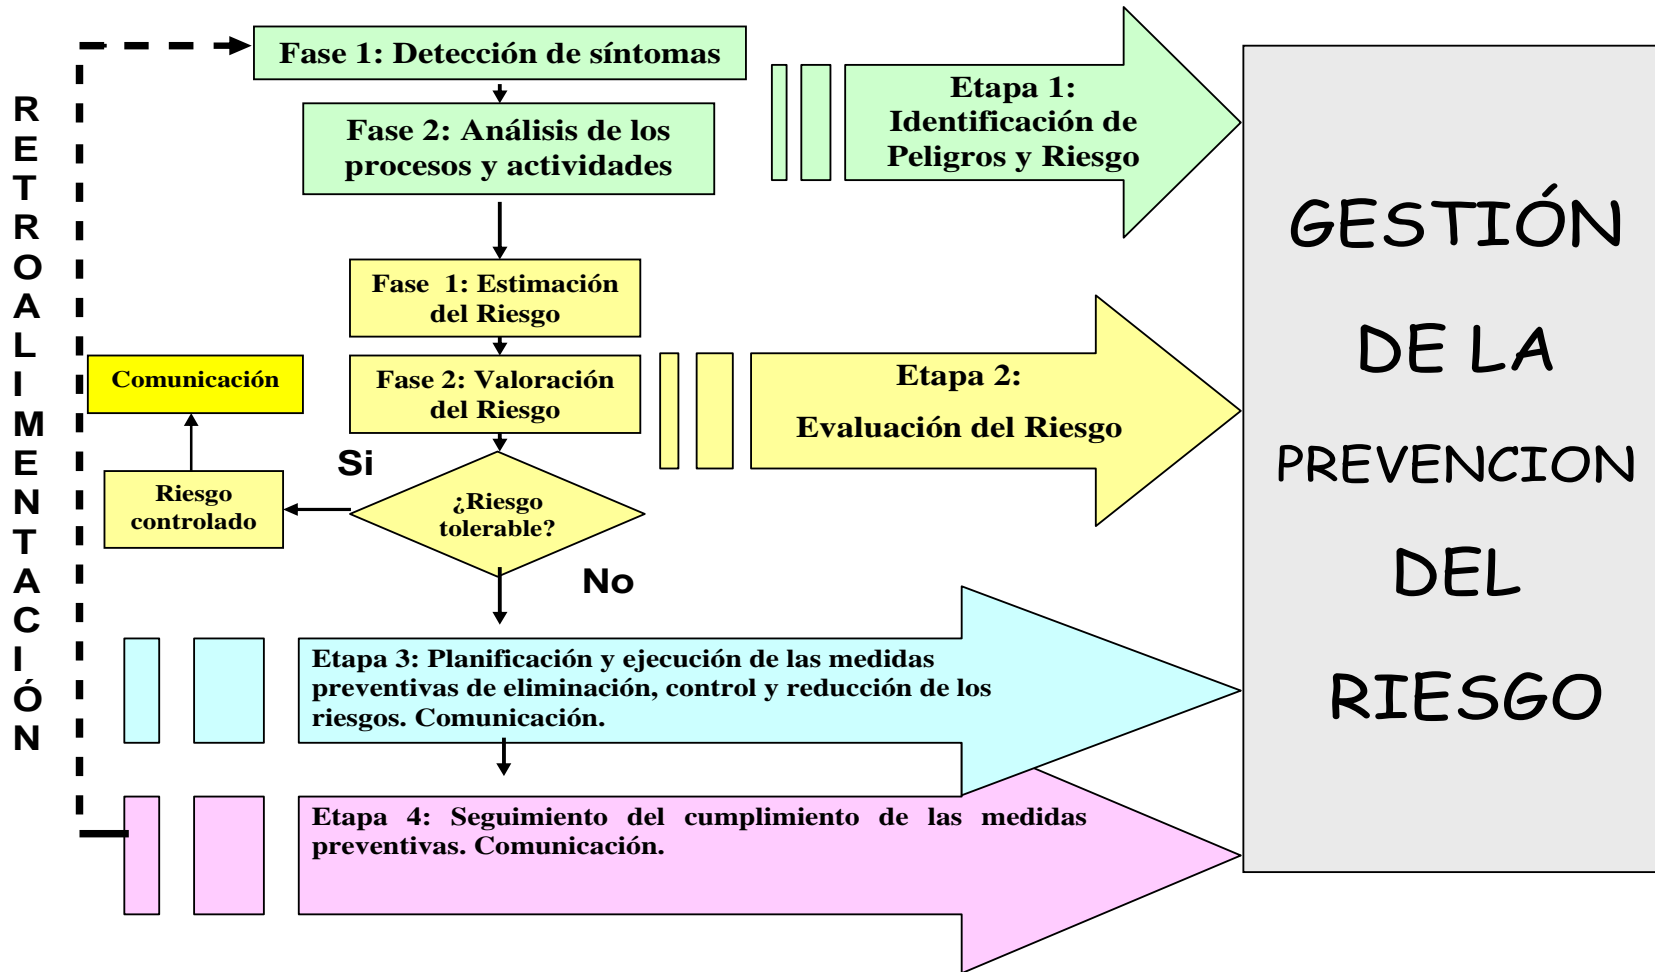 RETROALIMENTACIÓN
Fase 1: Detección de síntomas
Fase 2: Análisis de los
procesos y actividades
Etapa 1:
Identificación de
Peligros y Riesgo
Fase 1: Estimación
del Riesgo
Fase 2: Valoración
del Riesgo
Etapa 2:
Evaluación del Riesgo
Comunicación
Riesgo
controlado
Si
¿Riesgo
tolerable?
No
Etapa 3: Planificación y ejecución de las medidas
preventivas de eliminación, control y reducción de los
riesgos. Comunicación.
Etapa 4: Seguimiento del cumplimiento de las medidas
preventivas. Comunicación.
GESTIÓN
DE LA
PREVENCION
DEL
RIESGO